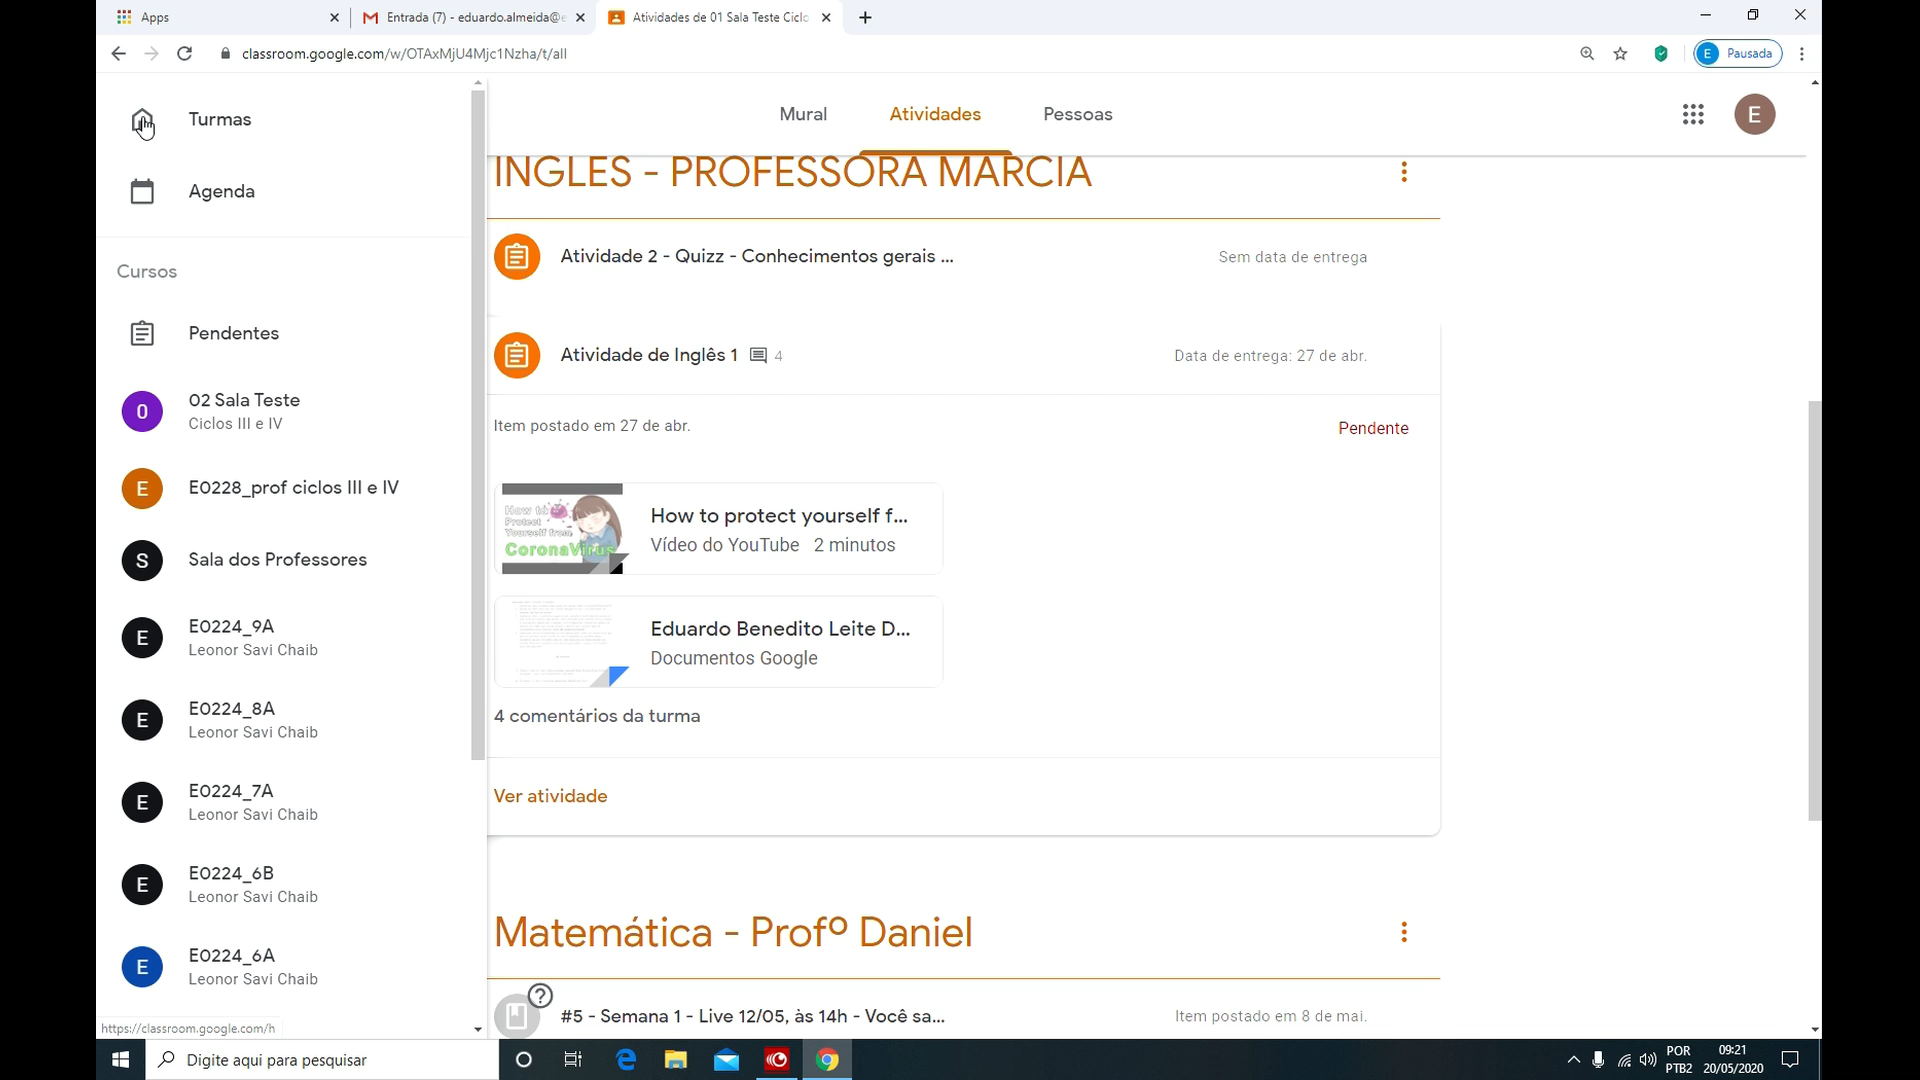 Apps
Entrada (7) - eduardo.almeida@e
Atividades de 01 Sala Teste Ciclo
classroom.google.com/w/OTAxMjU4Mjc1Nzha/t/all
E Pausada
Turmas
Agenda
Cursos
Pendentes
0
02 Sala Teste
Ciclos III e IV
E
E0228_prof ciclos III e IV
S
Sala dos Professores
E
E0224_9A
Leonor Savi Chaib
E
E0224_8A
Leonor Savi Chaib
E
E0224_7A
Leonor Savi Chaib
E
E0224_6B
Leonor Savi Chaib
E
E0224_6A
Leonor Savi Chaib
https://classroom.google.com/h
Mural Atividades Pessoas
E
INGLES - PROFESSORA MARCIA
Atividade 2 - Quizz - Conhecimentos gerais ...
Sem data de entrega
Atividade de Inglês 1 4
Data de entrega: 27 de abr.
Item postado em 27 de abr.
Pendente
How to
Protect
Yourself from
CoronaVirus
How to protect yourself f...
Vídeo do YouTube 2 minutos
Eduardo Benedito Leite D...
Documentos Google
4 comentários da turma
Ver atividade
Matemática - Profº Daniel
#5 - Semana 1 - Live 12/05, às 14h - Você sa...
Item postado em 8 de mai.
Digite aqui para pesquisar
POR
PTB2
09:21
20/05/2020